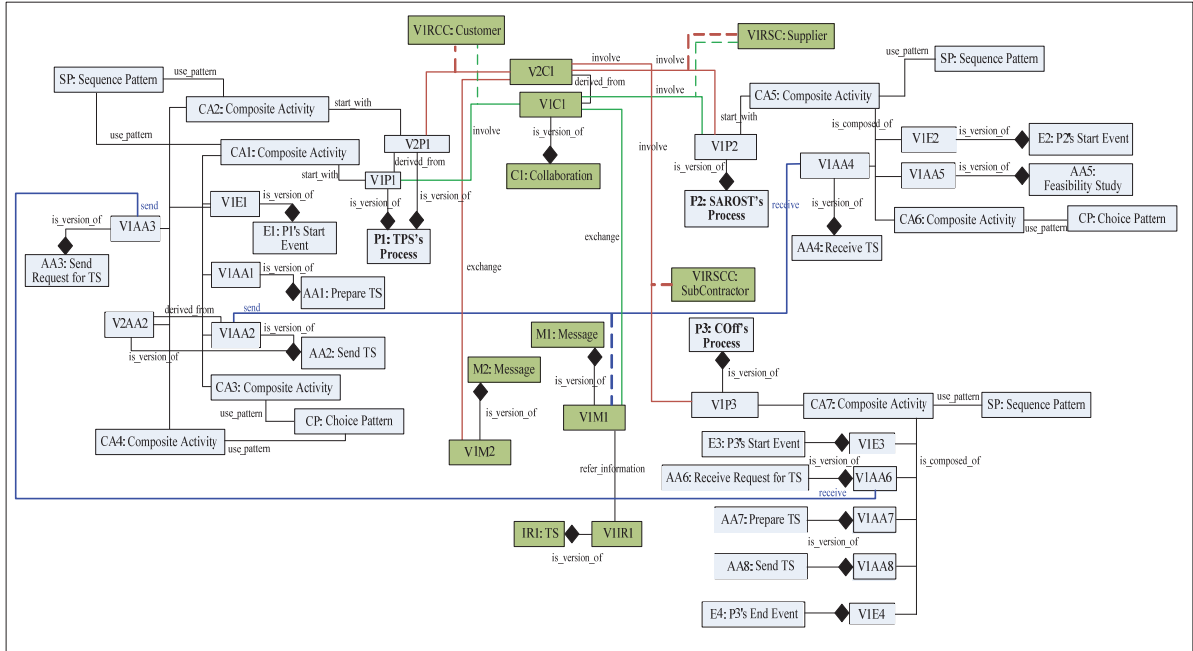 V1RCC: Customer
V1RSC: Supplier
use_pattern
SP: Sequence Pattern
involve
involve
V2C1
derived_from
involve
SP: Sequence Pattern
use_pattern
CA2: Composite Activity
start_with
V1C1
CA5: Composite Activity
is_composed_of
start_with
use_pattern
V2P1
involve
is_version_of
V1P2
V1E2
is_version_of
E2: P2's Start Event
CA1: Composite Activity
derived_from
start_with
V1P1
C1: Collaboration
involve
is_version_of
V1AA4
V1AA5
is_version_of
AA5:
Feasibility Study
is_version_of
is_version_of
P2: SAROST's
Process
receive
is_version_of
CA6: Composite Activity
use_pattern
CP: Choice Pattern
send
V1E1
is_version_of
is_version_of
V1AA3
E1: P1's Start
Event
P1: TPS's
Process
exchange
AA4: Receive TS
AA3: Send
Request for TS
V1AA1
is_version_of
exchange
AA1: Prepare TS
V1RSCC:
SubContractor
derived_from
send
V2AA2
V1AA2
is_version_of
is_version_of
AA2: Send TS
M1: Message
P3: COff's
Process
M2: Message
is_version_of
is_version_of
CA3: Composite Activity
use_pattern
is_version_of
V1M1
V1P3
CA7: Composite Activity
use_pattern
SP: Sequence Pattern
CP: Choice Pattern
CA4: Composite Activity
use_pattern
V1M2
E3: P3's Start Event
V1E3
is_version_of
is_composed_of
refer_information
AA6: Receive Request for TS
V1AA6
receive
is_version_of
AA7: Prepare TS
V1AA7
IR1: TS
V1IR1
is_version_of
is_version_of
AA8: Send TS
V1AA8
is_version_of
E4: P3's End Event
V1E4